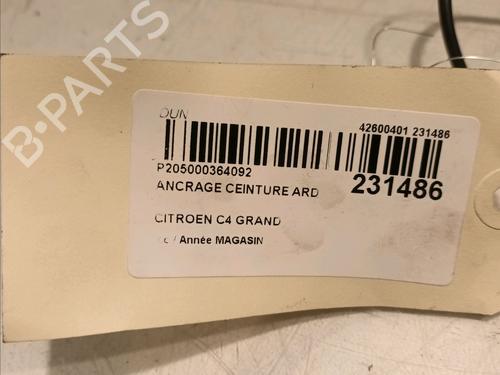 B-PARTS
DUN
42600401 231486
P205000364092
ANCRAGE CEINTURE ARD
231486
CITROEN C4 GRAND
/ Année MAGASIN